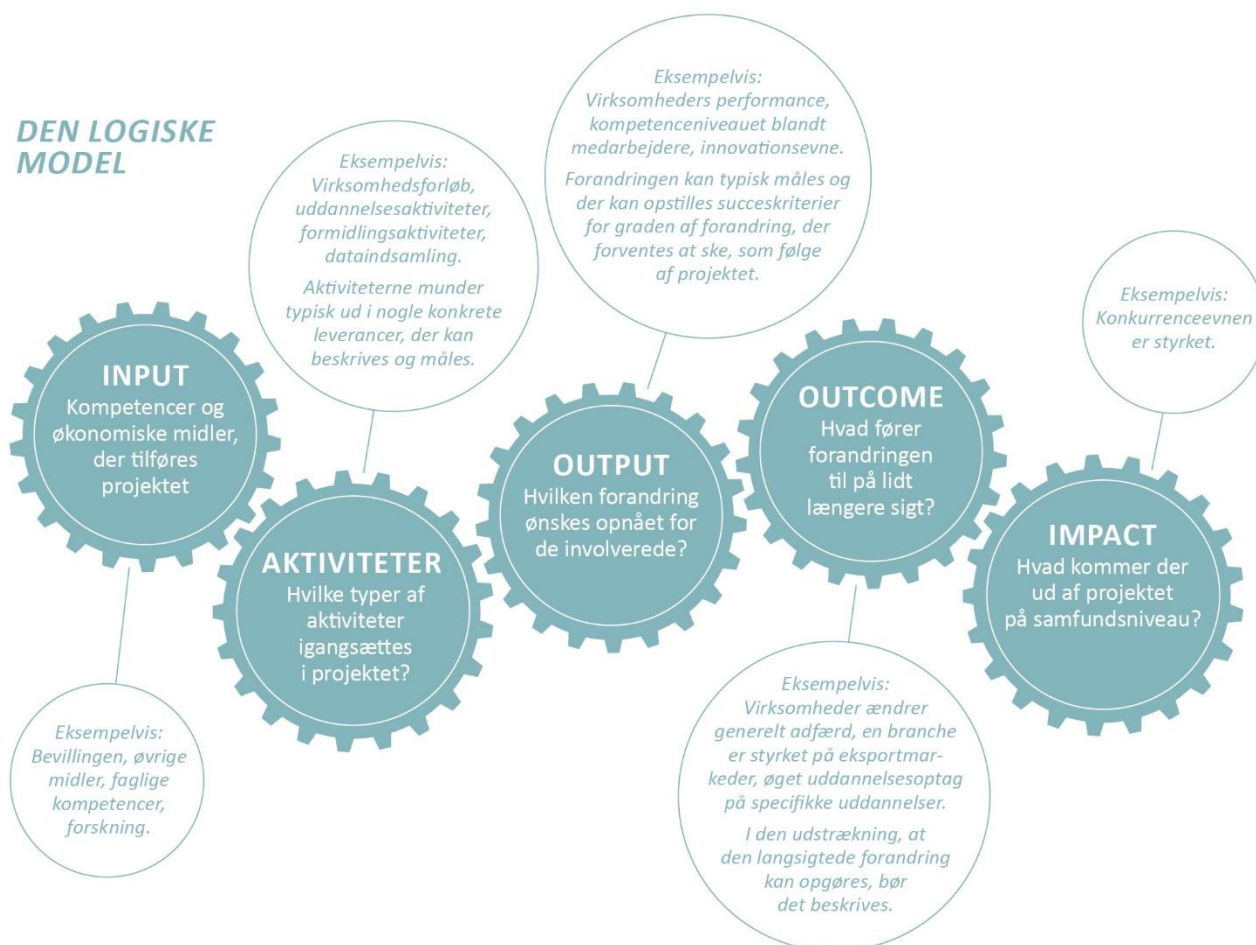 DEN LOGISKE
MODEL
INPUT
Kompetencer og
økonomiske midler,
der tilføres
projektet
Eksempelvis:
Bevillingen, øvrige
midler, faglige
kompetencer,
forskning.
Eksempelvis:
Virksomhedsforløb,
uddannelsesaktiviteter,
formidlingsaktiviteter,
dataindsamling.
Aktiviteterne munder
typisk ud i nogle konkrete
leverancer, der kan
beskrives og måles.
AKTIVITETER
Hvilke typer af
aktiviteter
igangsættes
i projektet?
Eksempelvis:
Virksomheders performance,
kompetenceniveauet blandt
medarbejdere, innovationsevne.
Forandringen kan typisk måles og
der kan opstilles succeskriterier
for graden af forandring, der
forventes at ske, som følge
af projektet.
OUTPUT
Hvilken forandring
ønskes opnået for
de involverede?
OUTCOME
Hvad fører
forandringen
til på lidt
længere sigt?
Eksempelvis:
Virksomheder ændrer
generelt adfærd, en branche
er styrket på eksportmar-
keder, øget uddannelsesoptag
på specifikke uddannelser.
I den udstrækning, at
den langsigtede forandring
kan opgøres, bør
det beskrives.
Eksempelvis:
Konkurrenceevnen
er styrket.
IMPACT
Hvad kommer der
ud af projektet
på samfundsniveau?